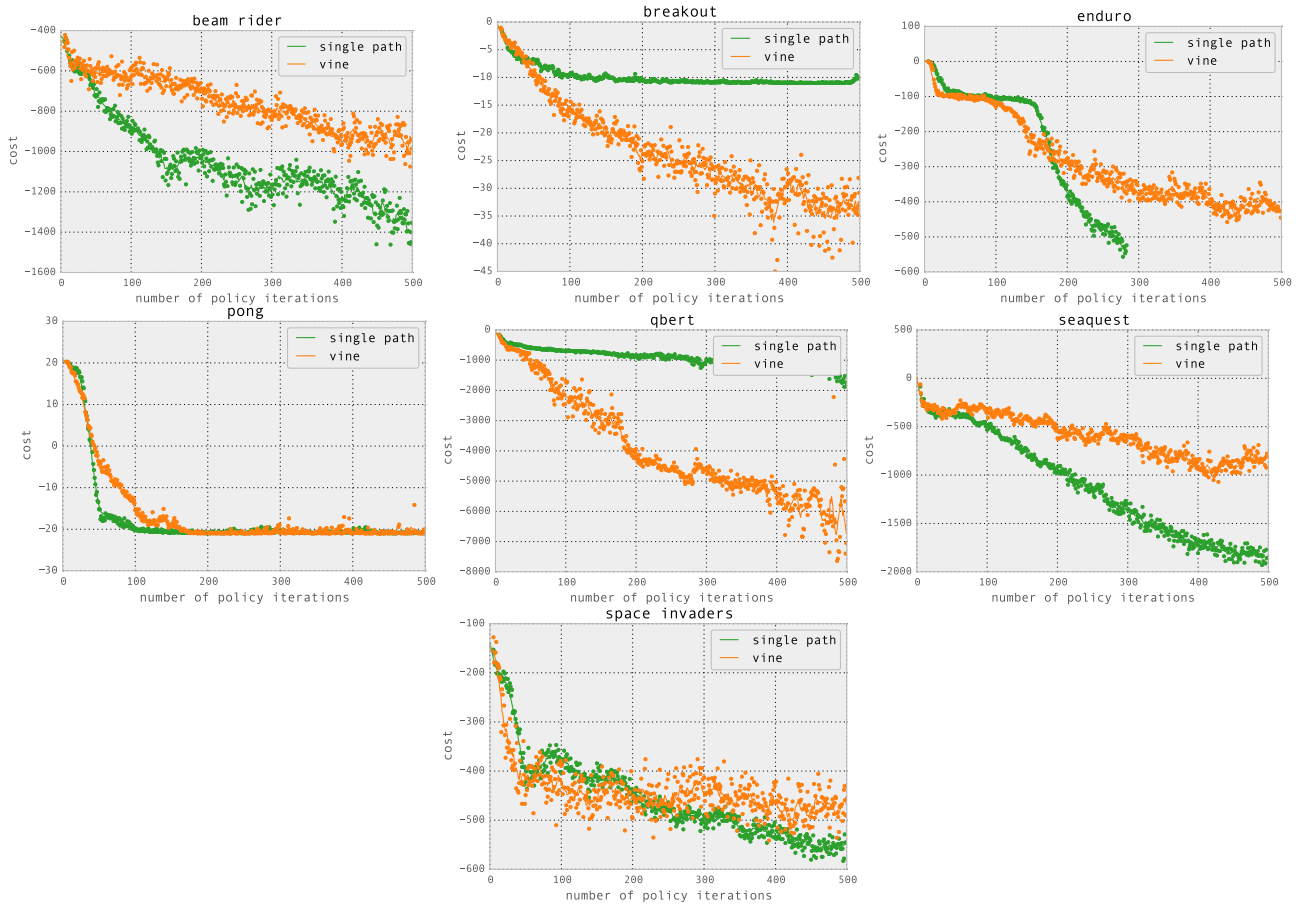 beam rider
−400
−600
−800
−1000
−1200
−1400
−1600
cost
0 100 200 300 400 500
number of policy iterations
single path
vine
breakout
0
−5
−10
−15
−20
−25
−30
−35
−40
−45
cost
0 100 200 300 400 500
number of policy iterations
single path
vine
enduro
100
0
−100
−200
−300
−400
−500
−600
cost
0 100 200 300 400 500
number of policy iterations
single path
vine
pong
30
20
10
0
−10
−20
−30
cost
0 100 200 300 400 500
number of policy iterations
single path
vine
qbert
0
−1000
−2000
−3000
−4000
−5000
−6000
−7000
−8000
cost
0 100 200 300 400 500
number of policy iterations
single path
vine
seaquest
500
0
−500
−1000
−1500
−2000
cost
0 100 200 300 400 500
number of policy iterations
single path
vine
space invaders
−100
−200
−300
−400
−500
−600
cost
0 100 200 300 400 500
number of policy iterations
single path
vine